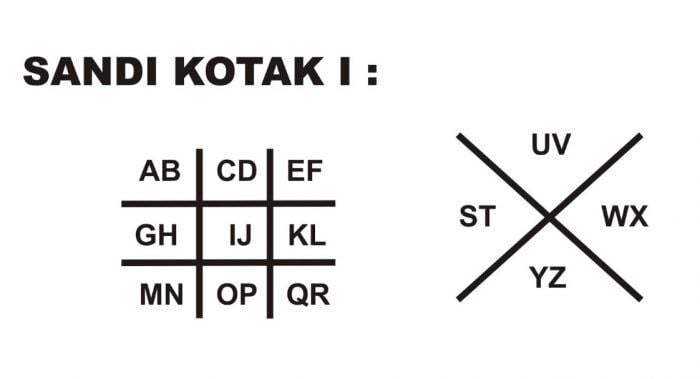 SANDI KOTAK I :
AB CD EF
GH IJ KL
MN OP QR
UV
ST WX
YZ